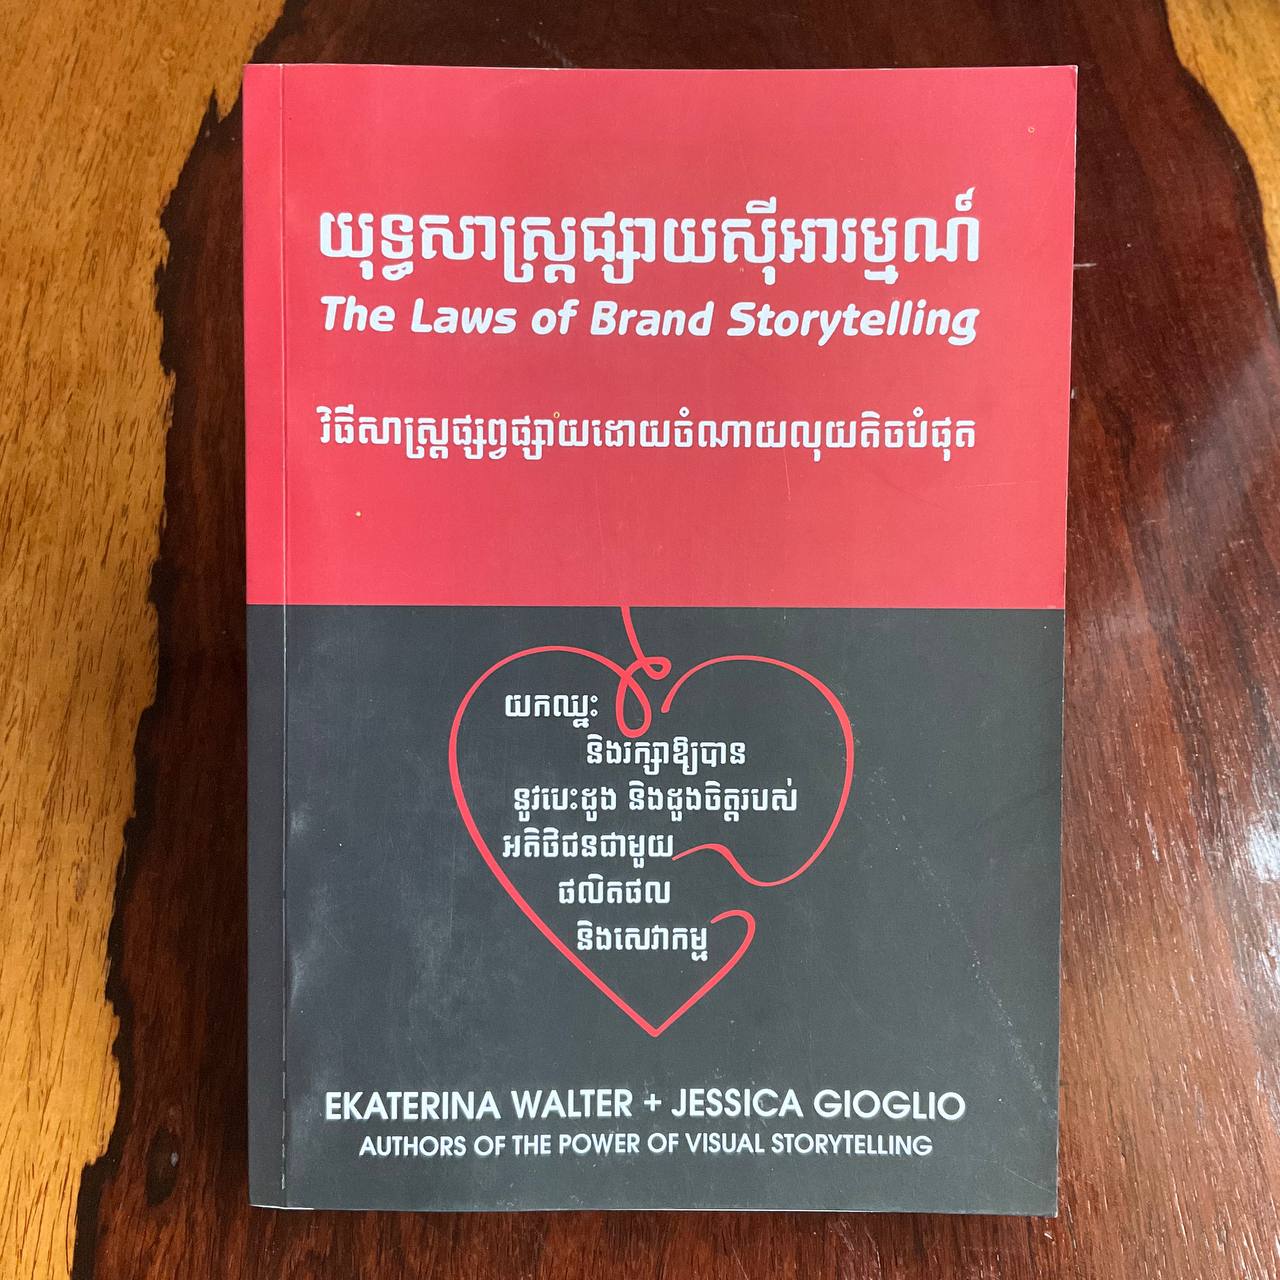 យុទ្ធសាស្ត្រផ្សាយស៊ីអារម្មណ៍
The Laws of Brand Storytelling
វិធីសាស្ត្រផ្សព្វផ្សាយដោយចំណាយលុយតិចបំផុត
យកឈ្នះ
និងរក្សាឱ្យបាន
នូវបេះដូង និងដួងចិត្តរបស់
អតិថិជនជាមួយ
ផលិតផល
និងសេវាកម្ម
EKATERINA WALTER + JESSICA GIOGLIO
AUTHORS OF THE POWER OF VISUAL STORYTELLING